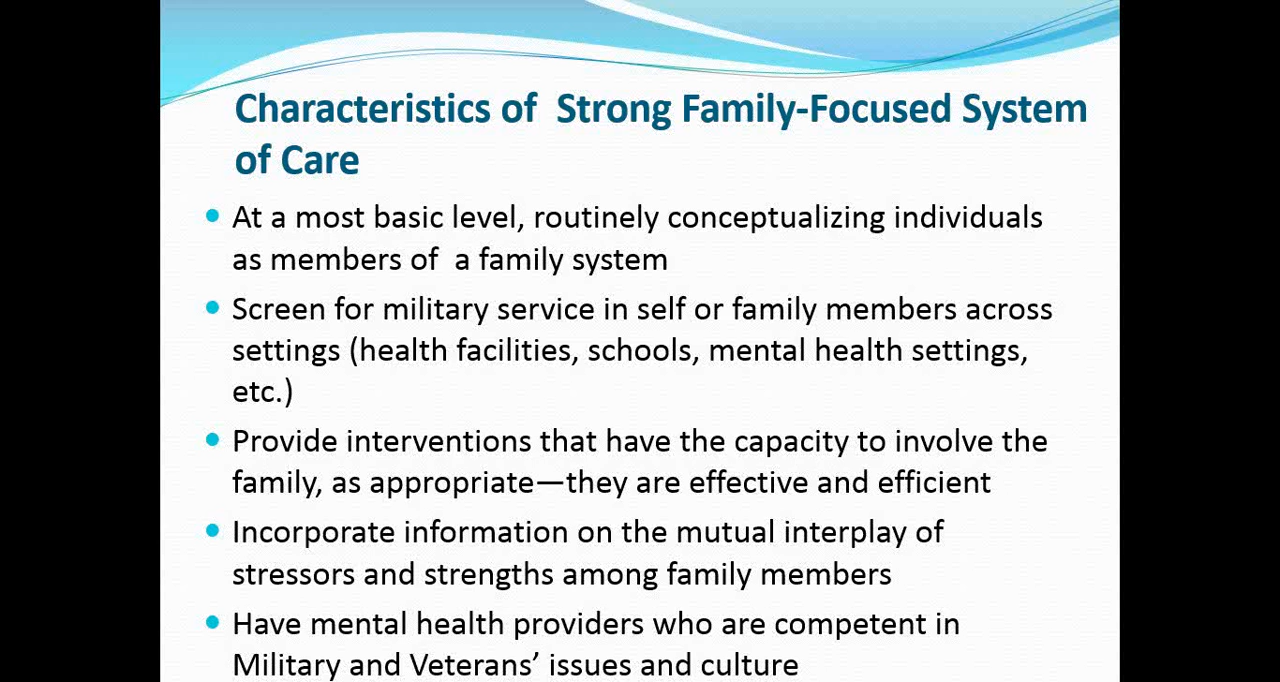 Characteristics of  Strong Family-Focused System
of Care
• At a most basic level, routinely conceptualizing individuals
as members of  a family system
• Screen for military service in self or family members across
settings (health facilities, schools, mental health settings,
etc.)
• Provide interventions that have the capacity to involve the
family, as appropriate—they are effective and efficient
• Incorporate information on the mutual interplay of
stressors and strengths among family members
• Have mental health providers who are competent in
Military and Veterans’ issues and culture